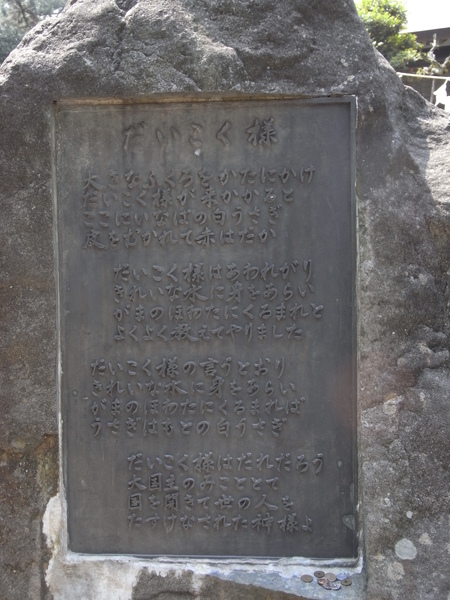 だいこく様
大きなふくろをかたにかけ
だいこく様が来かかると
ここにいなばの白うさぎ
皮をむかれて赤はだか
だいこく様はあわれがり
きれいな水に身をあらい
がまのほわたにくるまれと
よくよく教えてやりました
だいこく様の言うとおり
きれいな水に身をあらい
がまのほわたにくるまれば
うさぎはもとの白うさぎ
だいこく様はだれだろう
大国主のみこととて
国を開きて世の人を
たすけなされた神様よ